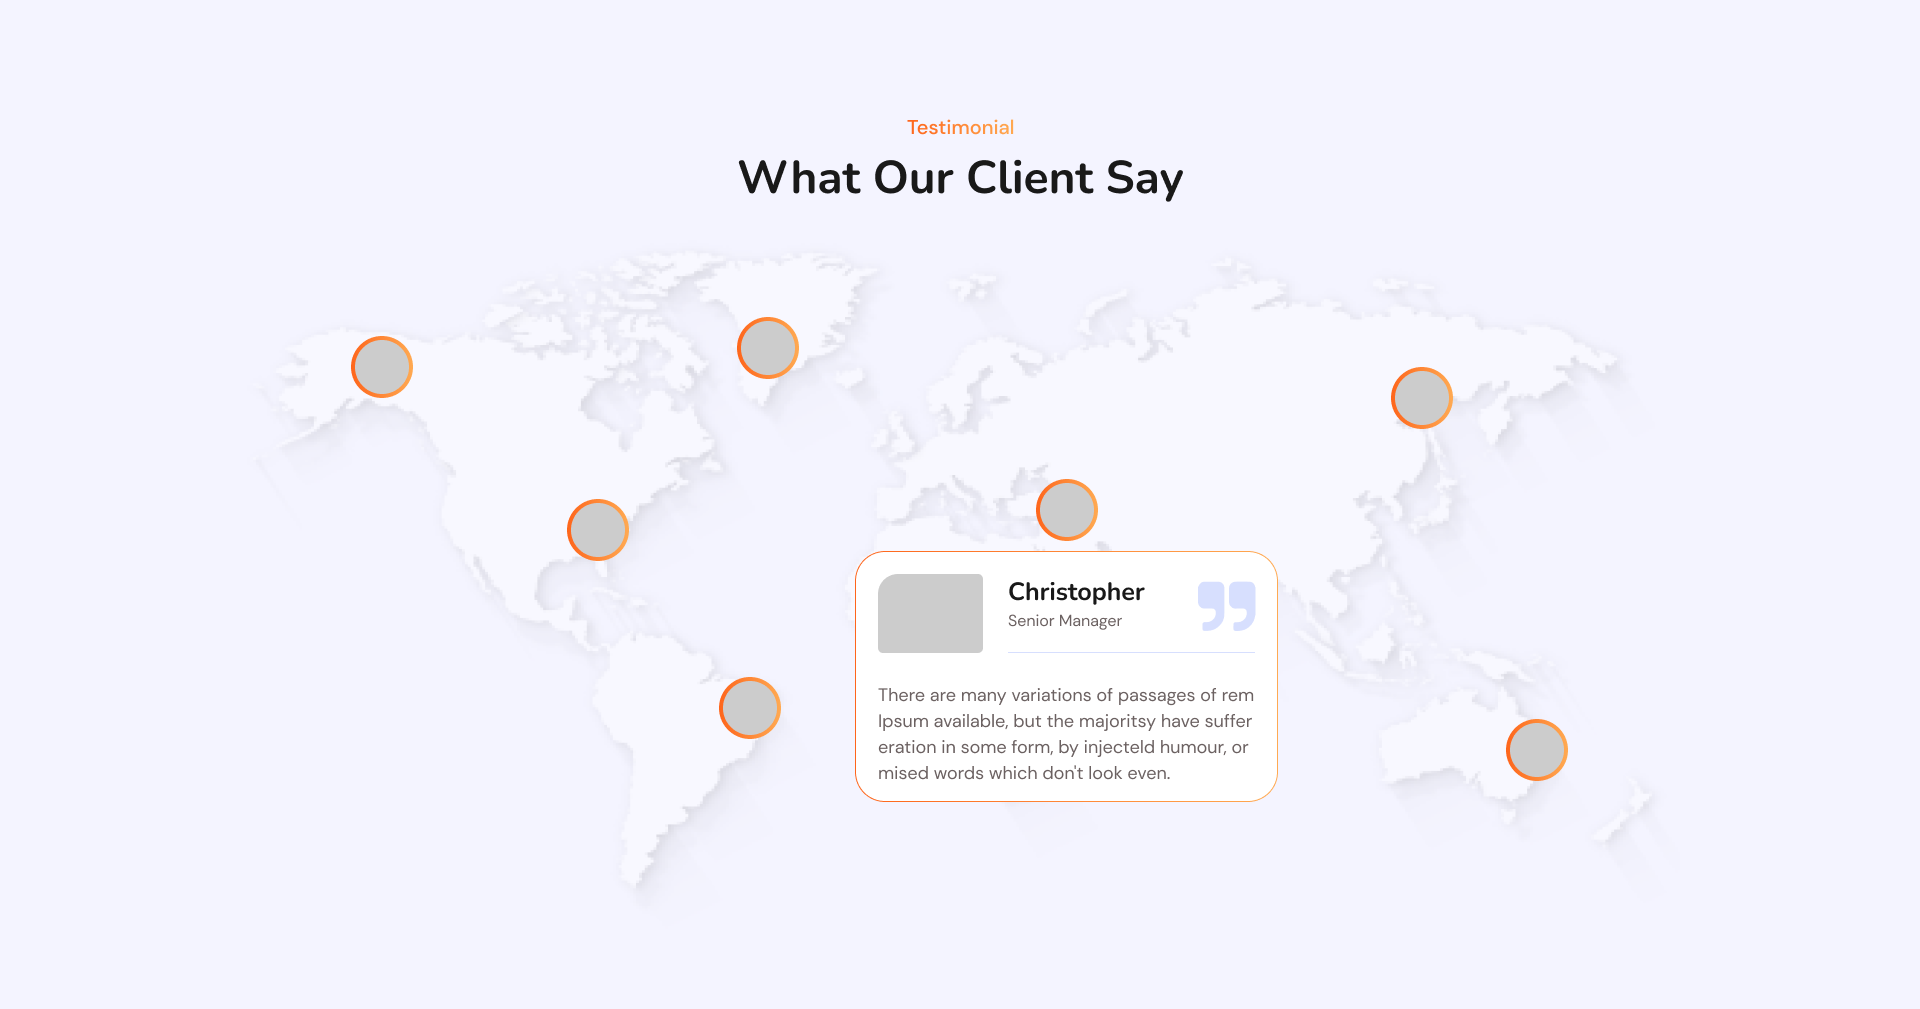 Testimonial
What Our Client Say
Christopher
Senior Manager
There are many variations of passages of rem
Ipsum available, but the majoritsy have suffer
eration in some form, by injecteld humour, or
mised words which don't look even.